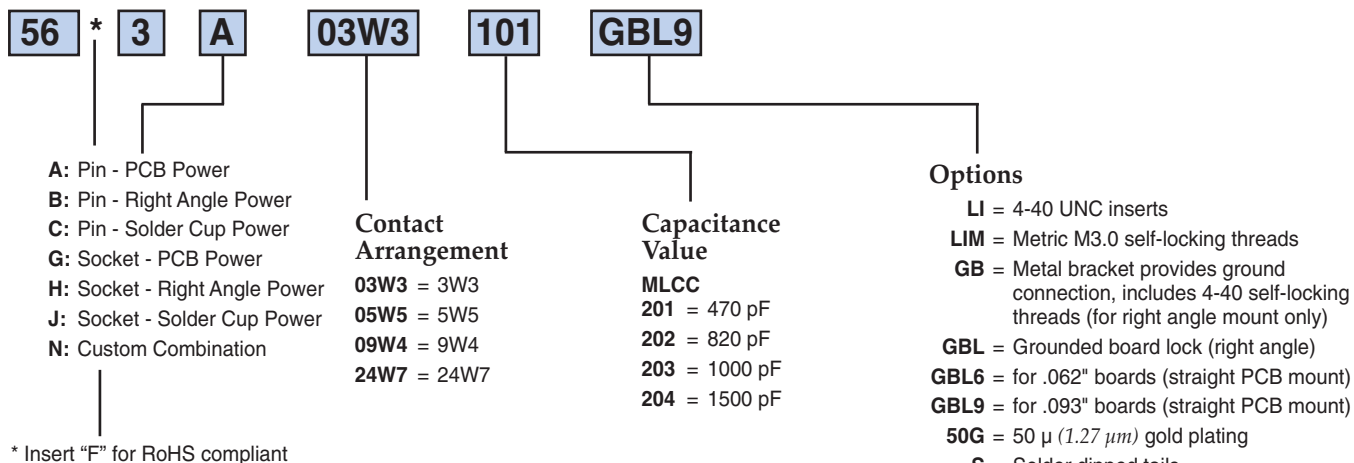 56 * 3 A 03W3 101 GBL9
A: Pin - PCB Power
B: Pin - Right Angle Power
C: Pin - Solder Cup Power
G: Socket - PCB Power
H: Socket - Right Angle Power
J: Socket - Solder Cup Power
N: Custom Combination
* Insert “F” for RoHS compliant
Contact
Arrangement
03W3 = 3W3
05W5 = 5W5
09W4 = 9W4
24W7 = 24W7
Capacitance
Value
MLCC
201 = 470 pF
202 = 820 pF
203 = 1000 pF
204 = 1500 pF
Options
LI = 4-40 UNC inserts
LIM = Metric M3.0 self-locking threads
GB = Metal bracket provides ground
connection, includes 4-40 self-locking
threads (for right angle mount only)
GBL = Grounded board lock (right angle)
GBL6 = for .062" boards (straight PCB mount)
GBL9 = for .093" boards (straight PCB mount)
50G = 50 µ (1.27 µm) gold plating
S = Solder dipped tails